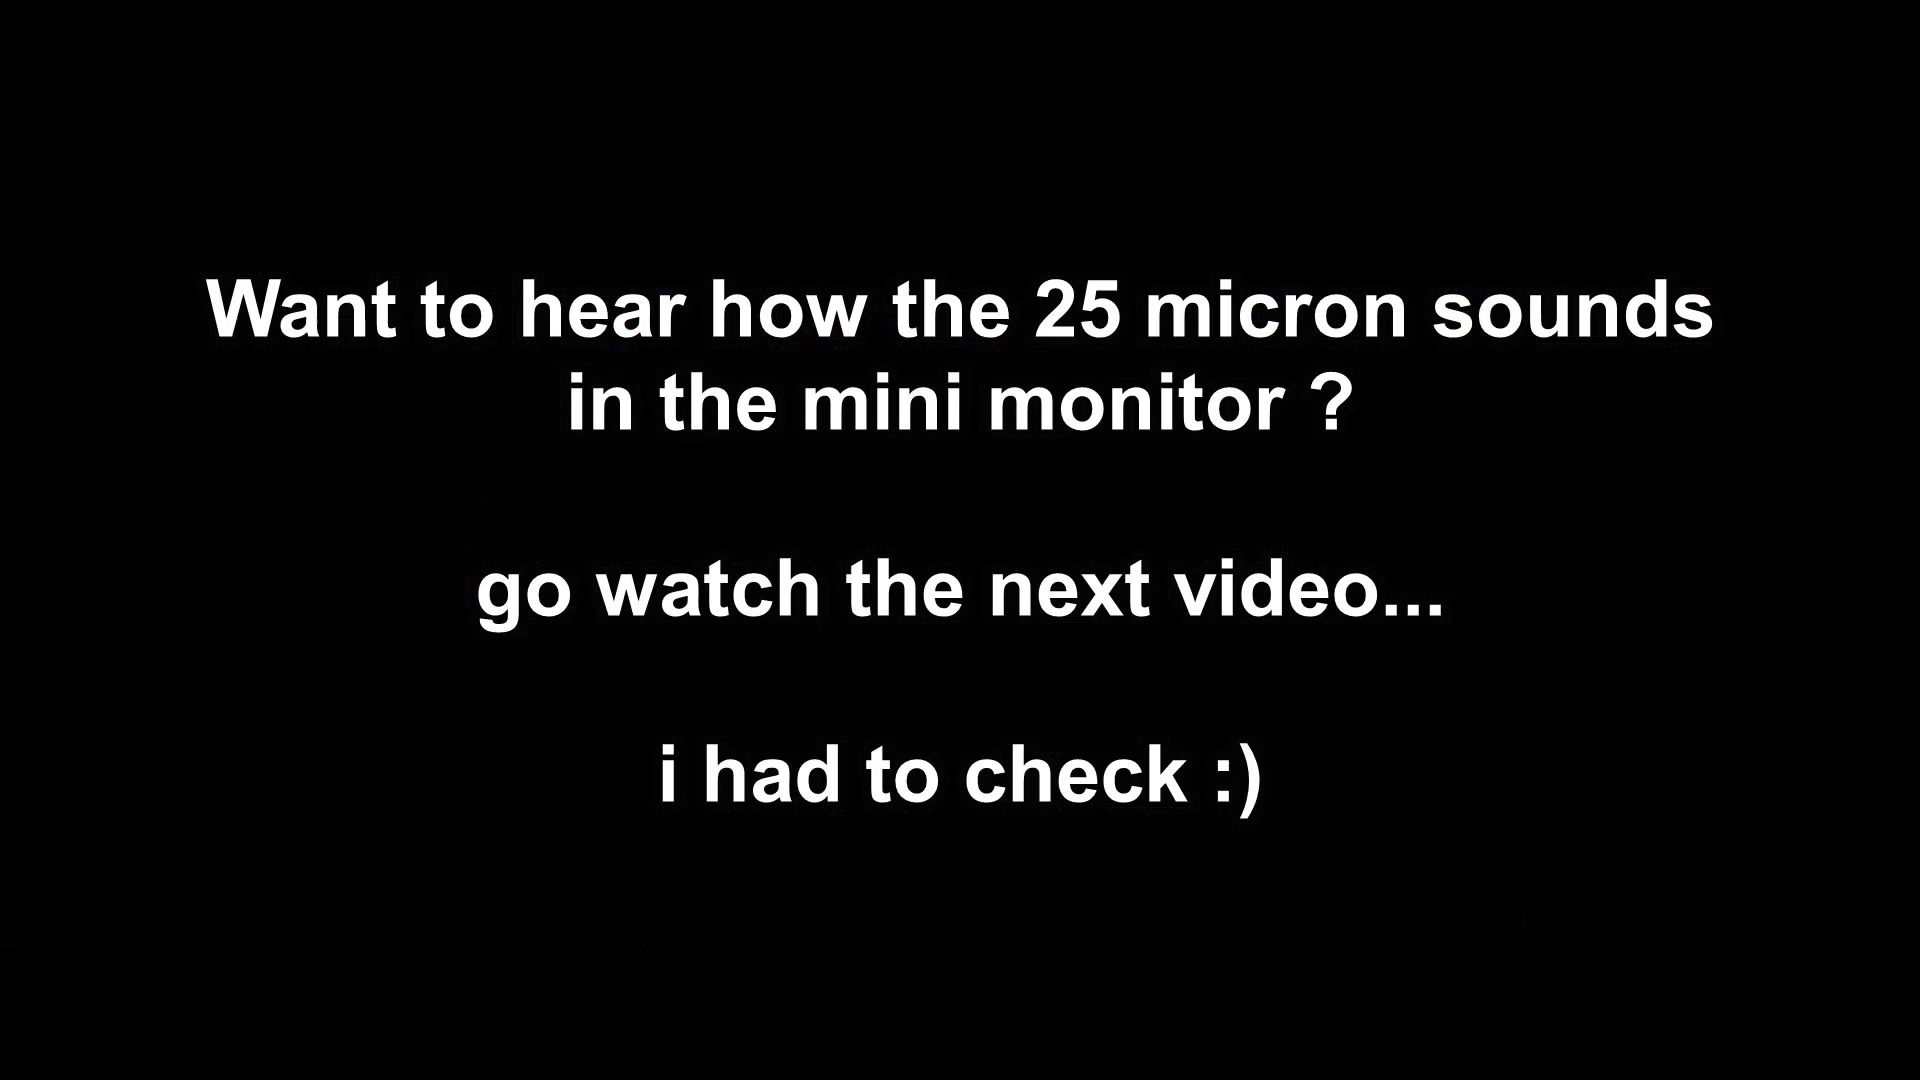 Want to hear how the 25 micron sounds
in the mini monitor ?
go watch the next video...
i had to check :)